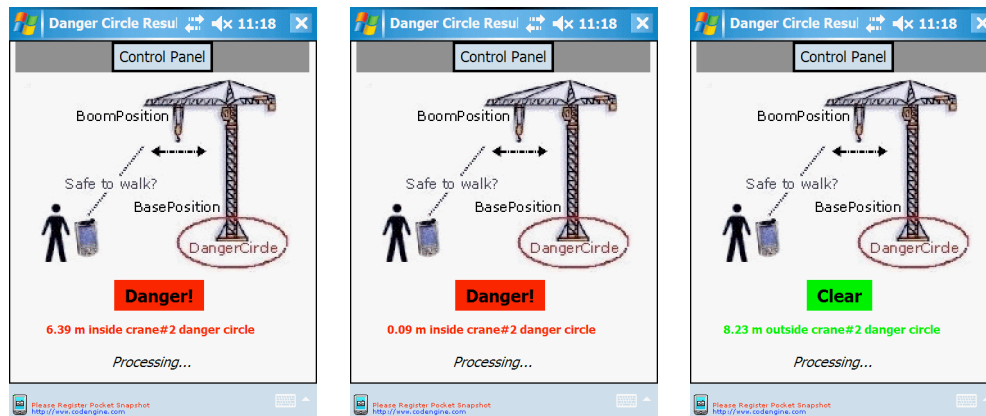 Danger Circle Resul 11:18
Control Panel
BoomPosition
Safe to walk?
BasePosition
DangerCircle
Danger!
6.39 m inside crane#2 danger circle
Processing...
Please Register Pocket Snapshot
http://www.codengine.com
Danger Circle Resul 11:18
Control Panel
BoomPosition
Safe to walk?
BasePosition
DangerCircle
Danger!
0.09 m inside crane#2 danger circle
Processing...
Please Register Pocket Snapshot
http://www.codengine.com
Danger Circle Resul 11:18
Control Panel
BoomPosition
Safe to walk?
BasePosition
DangerCircle
Clear
8.23 m outside crane#2 danger circle
Processing...
Please Register Pocket Snapshot
http://www.codengine.com